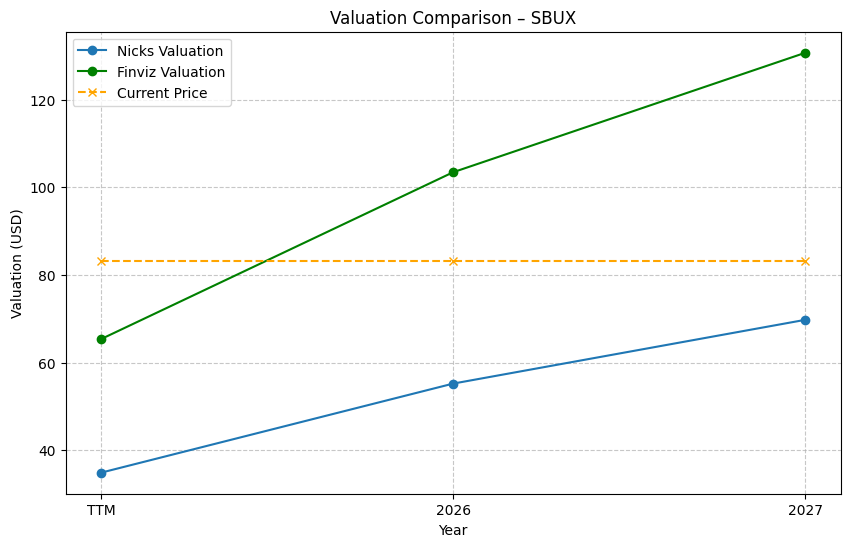 Valuation Comparison – SBUX
Nicks Valuation
Finviz Valuation
Current Price
Valuation (USD)
120
100
80
60
40
TTM
2026
2027
Year